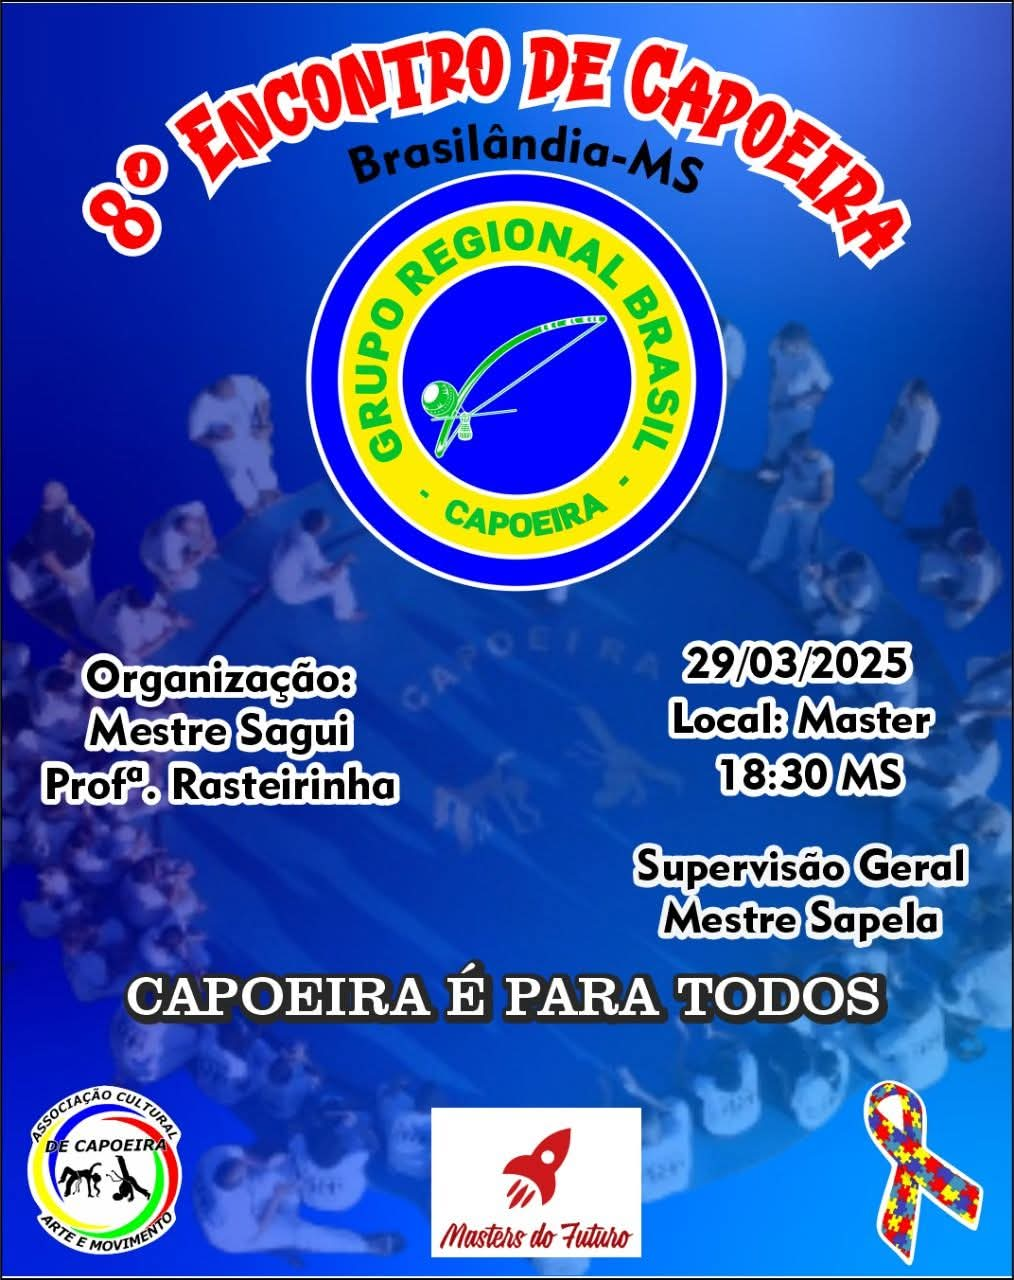 8º ENCONTRO DE CAPOEIRA
Brasilândia-MS
GRUPO REGIONAL BRASIL
- CAPOEIRA -
CAPOEIRA
Organização:
Mestre Sagui
Profª. Rasteirinha
29/03/2025
Local: Master
18:30 MS
Supervisão Geral
Mestre Sapela
CAPOEIRA É PARA TODOS
ASSOCIAÇÃO CULTURAL
DE CAPOEIRA
ARTE E MOVIMENTO
Masters do Futuro